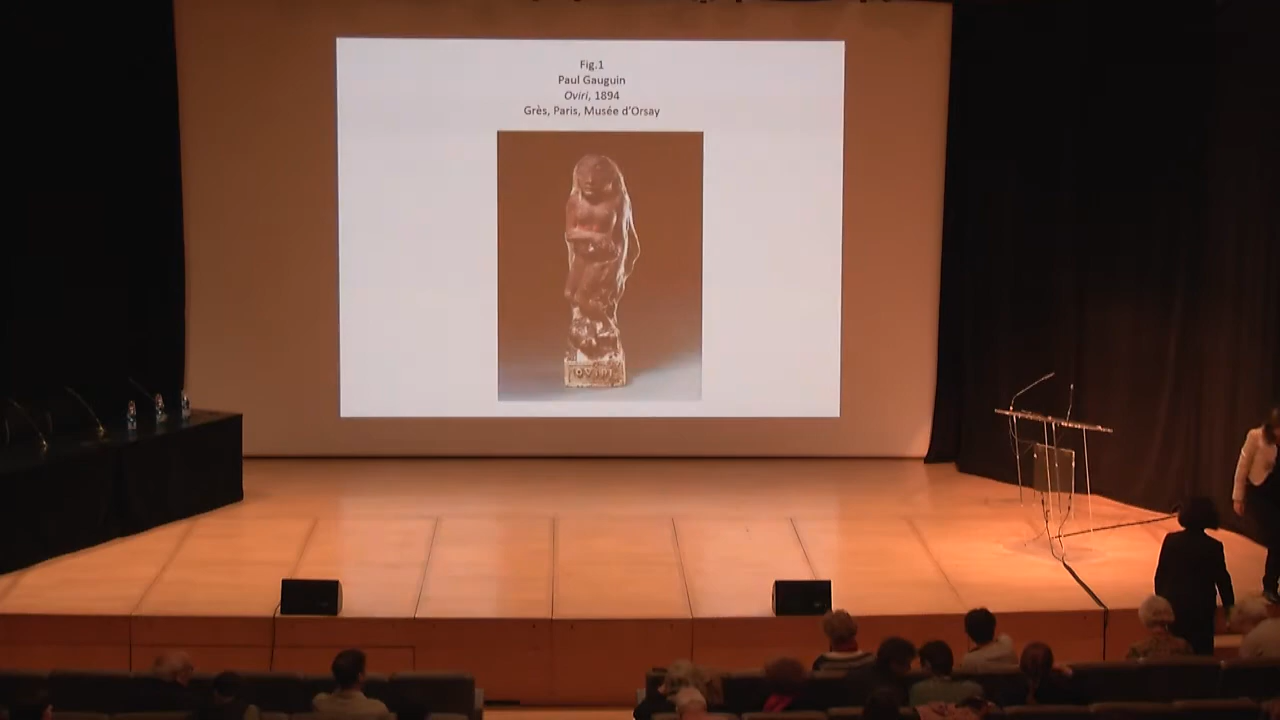 Fig.1
Paul Gauguin
Oviri, 1894
Grès, Paris, Musée d'Orsay
OVIRI